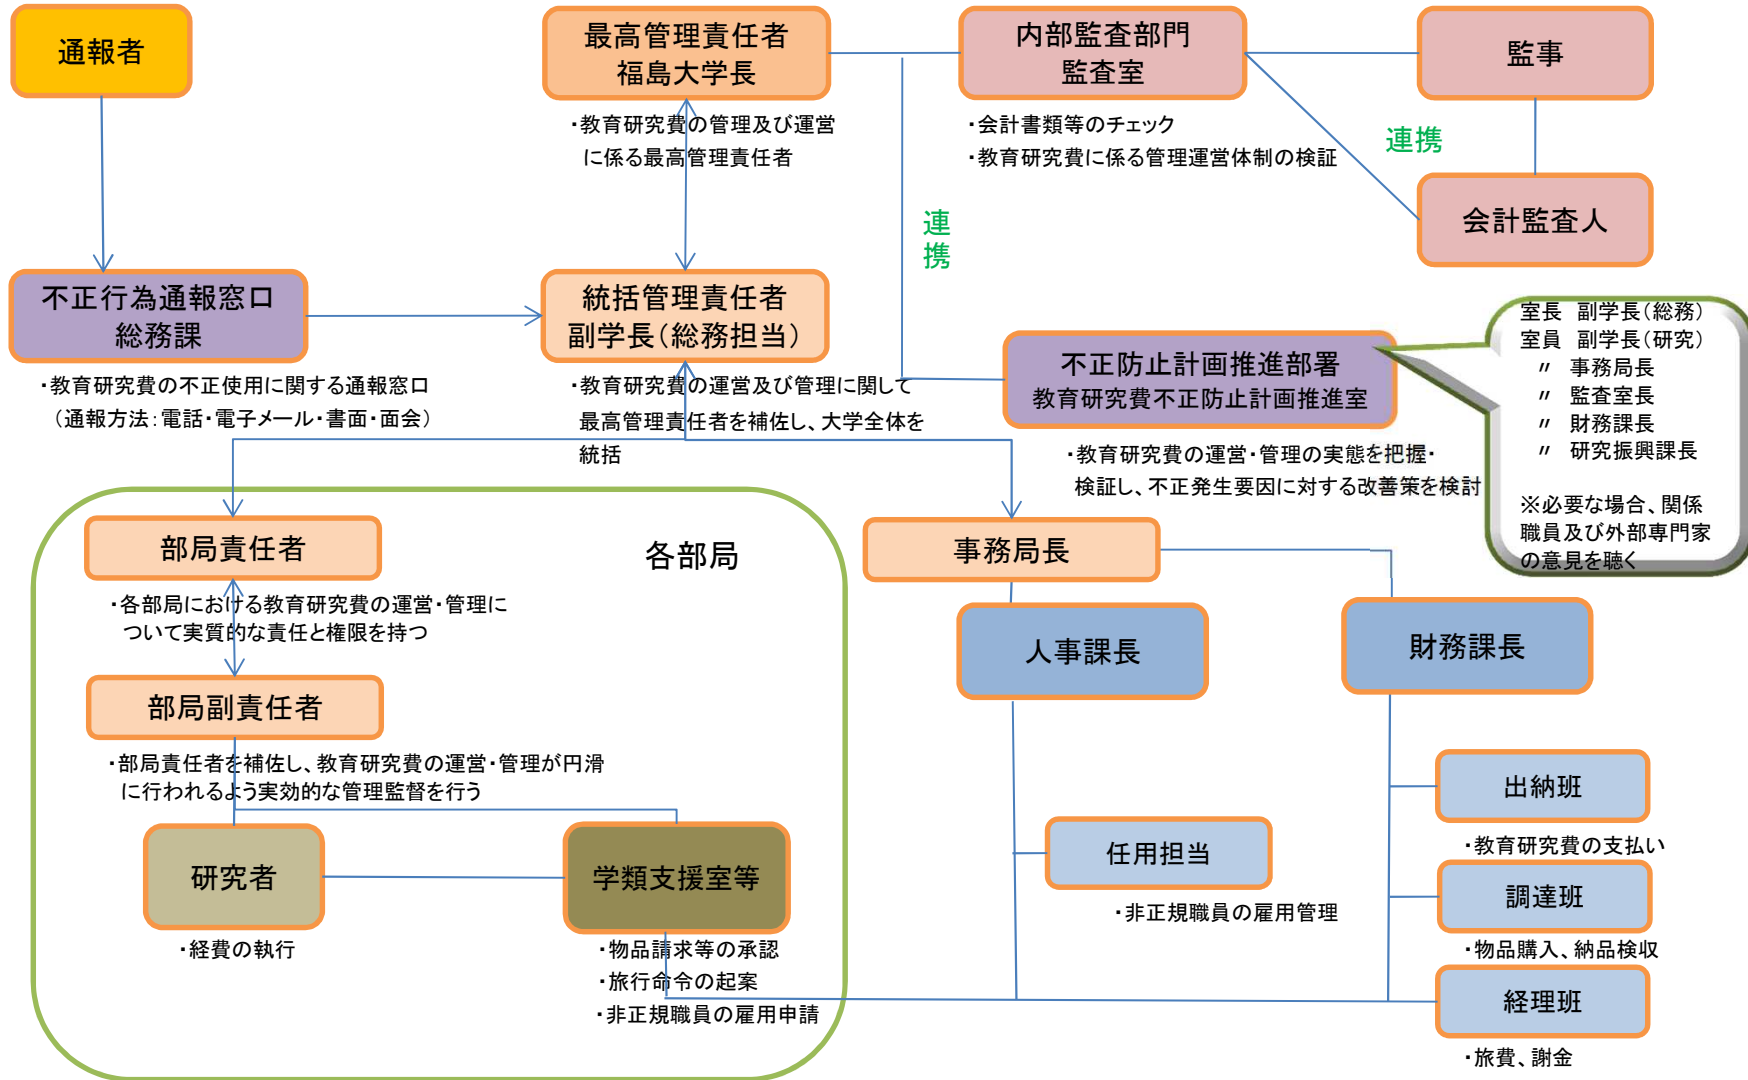 通報者
最高管理責任者
福島大学長
・教育研究費の管理及び運営
に係る最高管理責任者
内部監査部門
監査室
・会計書類等のチェック
・教育研究費に係る管理運営体制の検証
監事
連携
会計監査人
連
携
不正行為通報窓口
総務課
・教育研究費の不正使用に関する通報窓口
（通報方法：電話・電子メール・書面・面会）
統括管理責任者
副学長（総務担当）
・教育研究費の運営及び管理に関して
最高管理責任者を補佐し、大学全体を
統括
不正防止計画推進部署
教育研究費不正防止計画推進室
・教育研究費の運営・管理の実態を把握・
検証し、不正発生要因に対する改善策を検討
室長　副学長（総務）
室員　副学長（研究）
〃　事務局長
〃　監査室長
〃　財務課長
〃　研究振興課長
※必要な場合、関係
職員及び外部専門家
の意見を聴く
各部局
部局責任者
・各部局における教育研究費の運営・管理に
ついて実質的な責任と権限を持つ
部局副責任者
・部局責任者を補佐し、教育研究費の運営・管理が円滑
に行われるよう実効的な管理監督を行う
研究者
・経費の執行
学類支援室等
・物品請求等の承認
・旅行命令の起案
・非正規職員の雇用申請
事務局長
人事課長
財務課長
任用担当
・非正規職員の雇用管理
出納班
・教育研究費の支払い
調達班
・物品購入、納品検収
経理班
・旅費、謝金